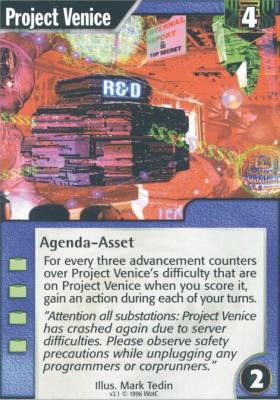 Project Venice
4
INTERNAL
REPORT
&
TOP SECRET
R&D
Agenda–Asset
For every three advancement counters
over Project Venice's difficulty that are
on Project Venice when you score it,
gain an action during each of your turns.
"Attention all substations: Project Venice
has crashed again due to server
difficulties. Please observe safety
precautions while unplugging any
programmers or corprunners."
Illus. Mark Tedin
v2.1 © 1996 WotC
2